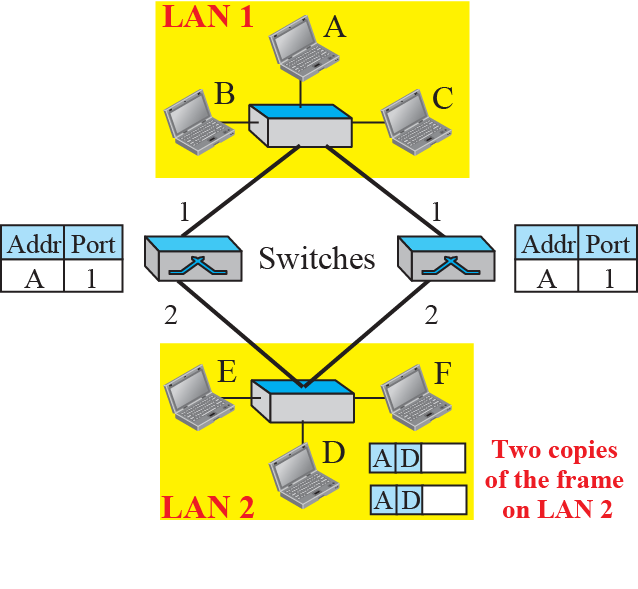 LAN 1
A
B
C
1
1
Addr Port
A 1
Switches
Addr Port
A 1
2
2
E
F
D
A D
A D
Two copies
of the frame
on LAN 2
LAN 2